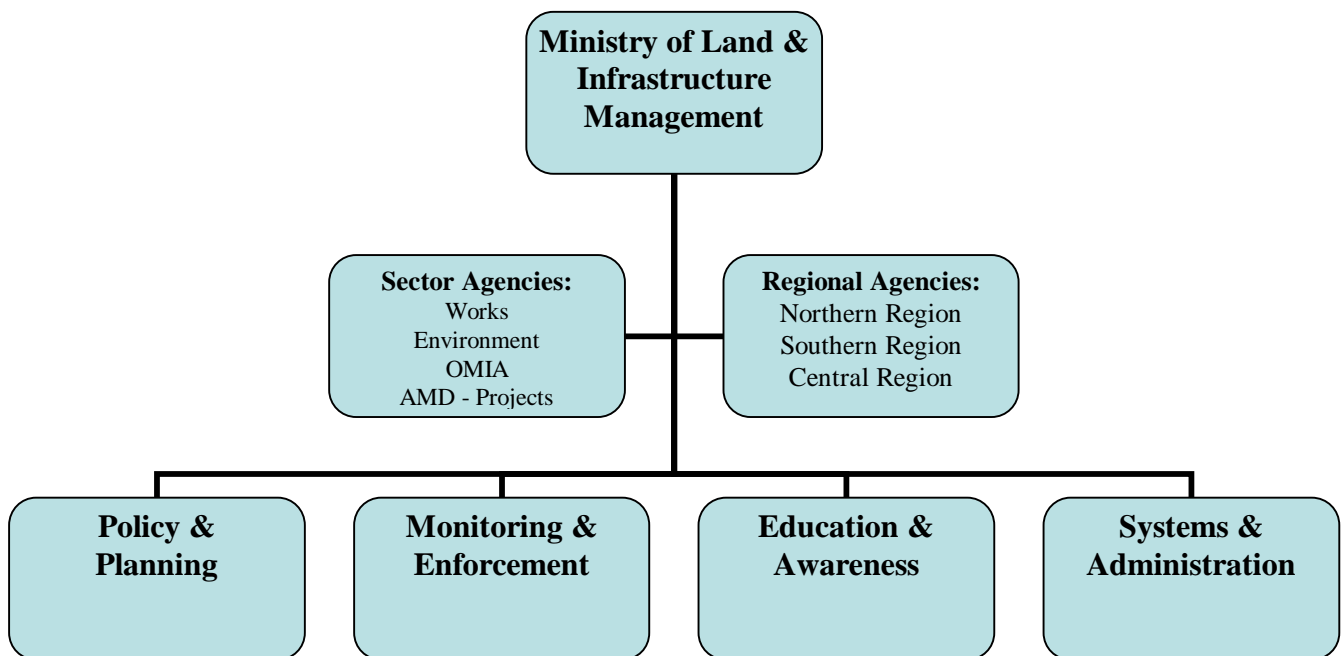 Ministry of Land &
Infrastructure
Management
Sector Agencies:
Works
Environment
OMIA
AMD - Projects
Regional Agencies:
Northern Region
Southern Region
Central Region
Policy &
Planning
Monitoring &
Enforcement
Education &
Awareness
Systems &
Administration